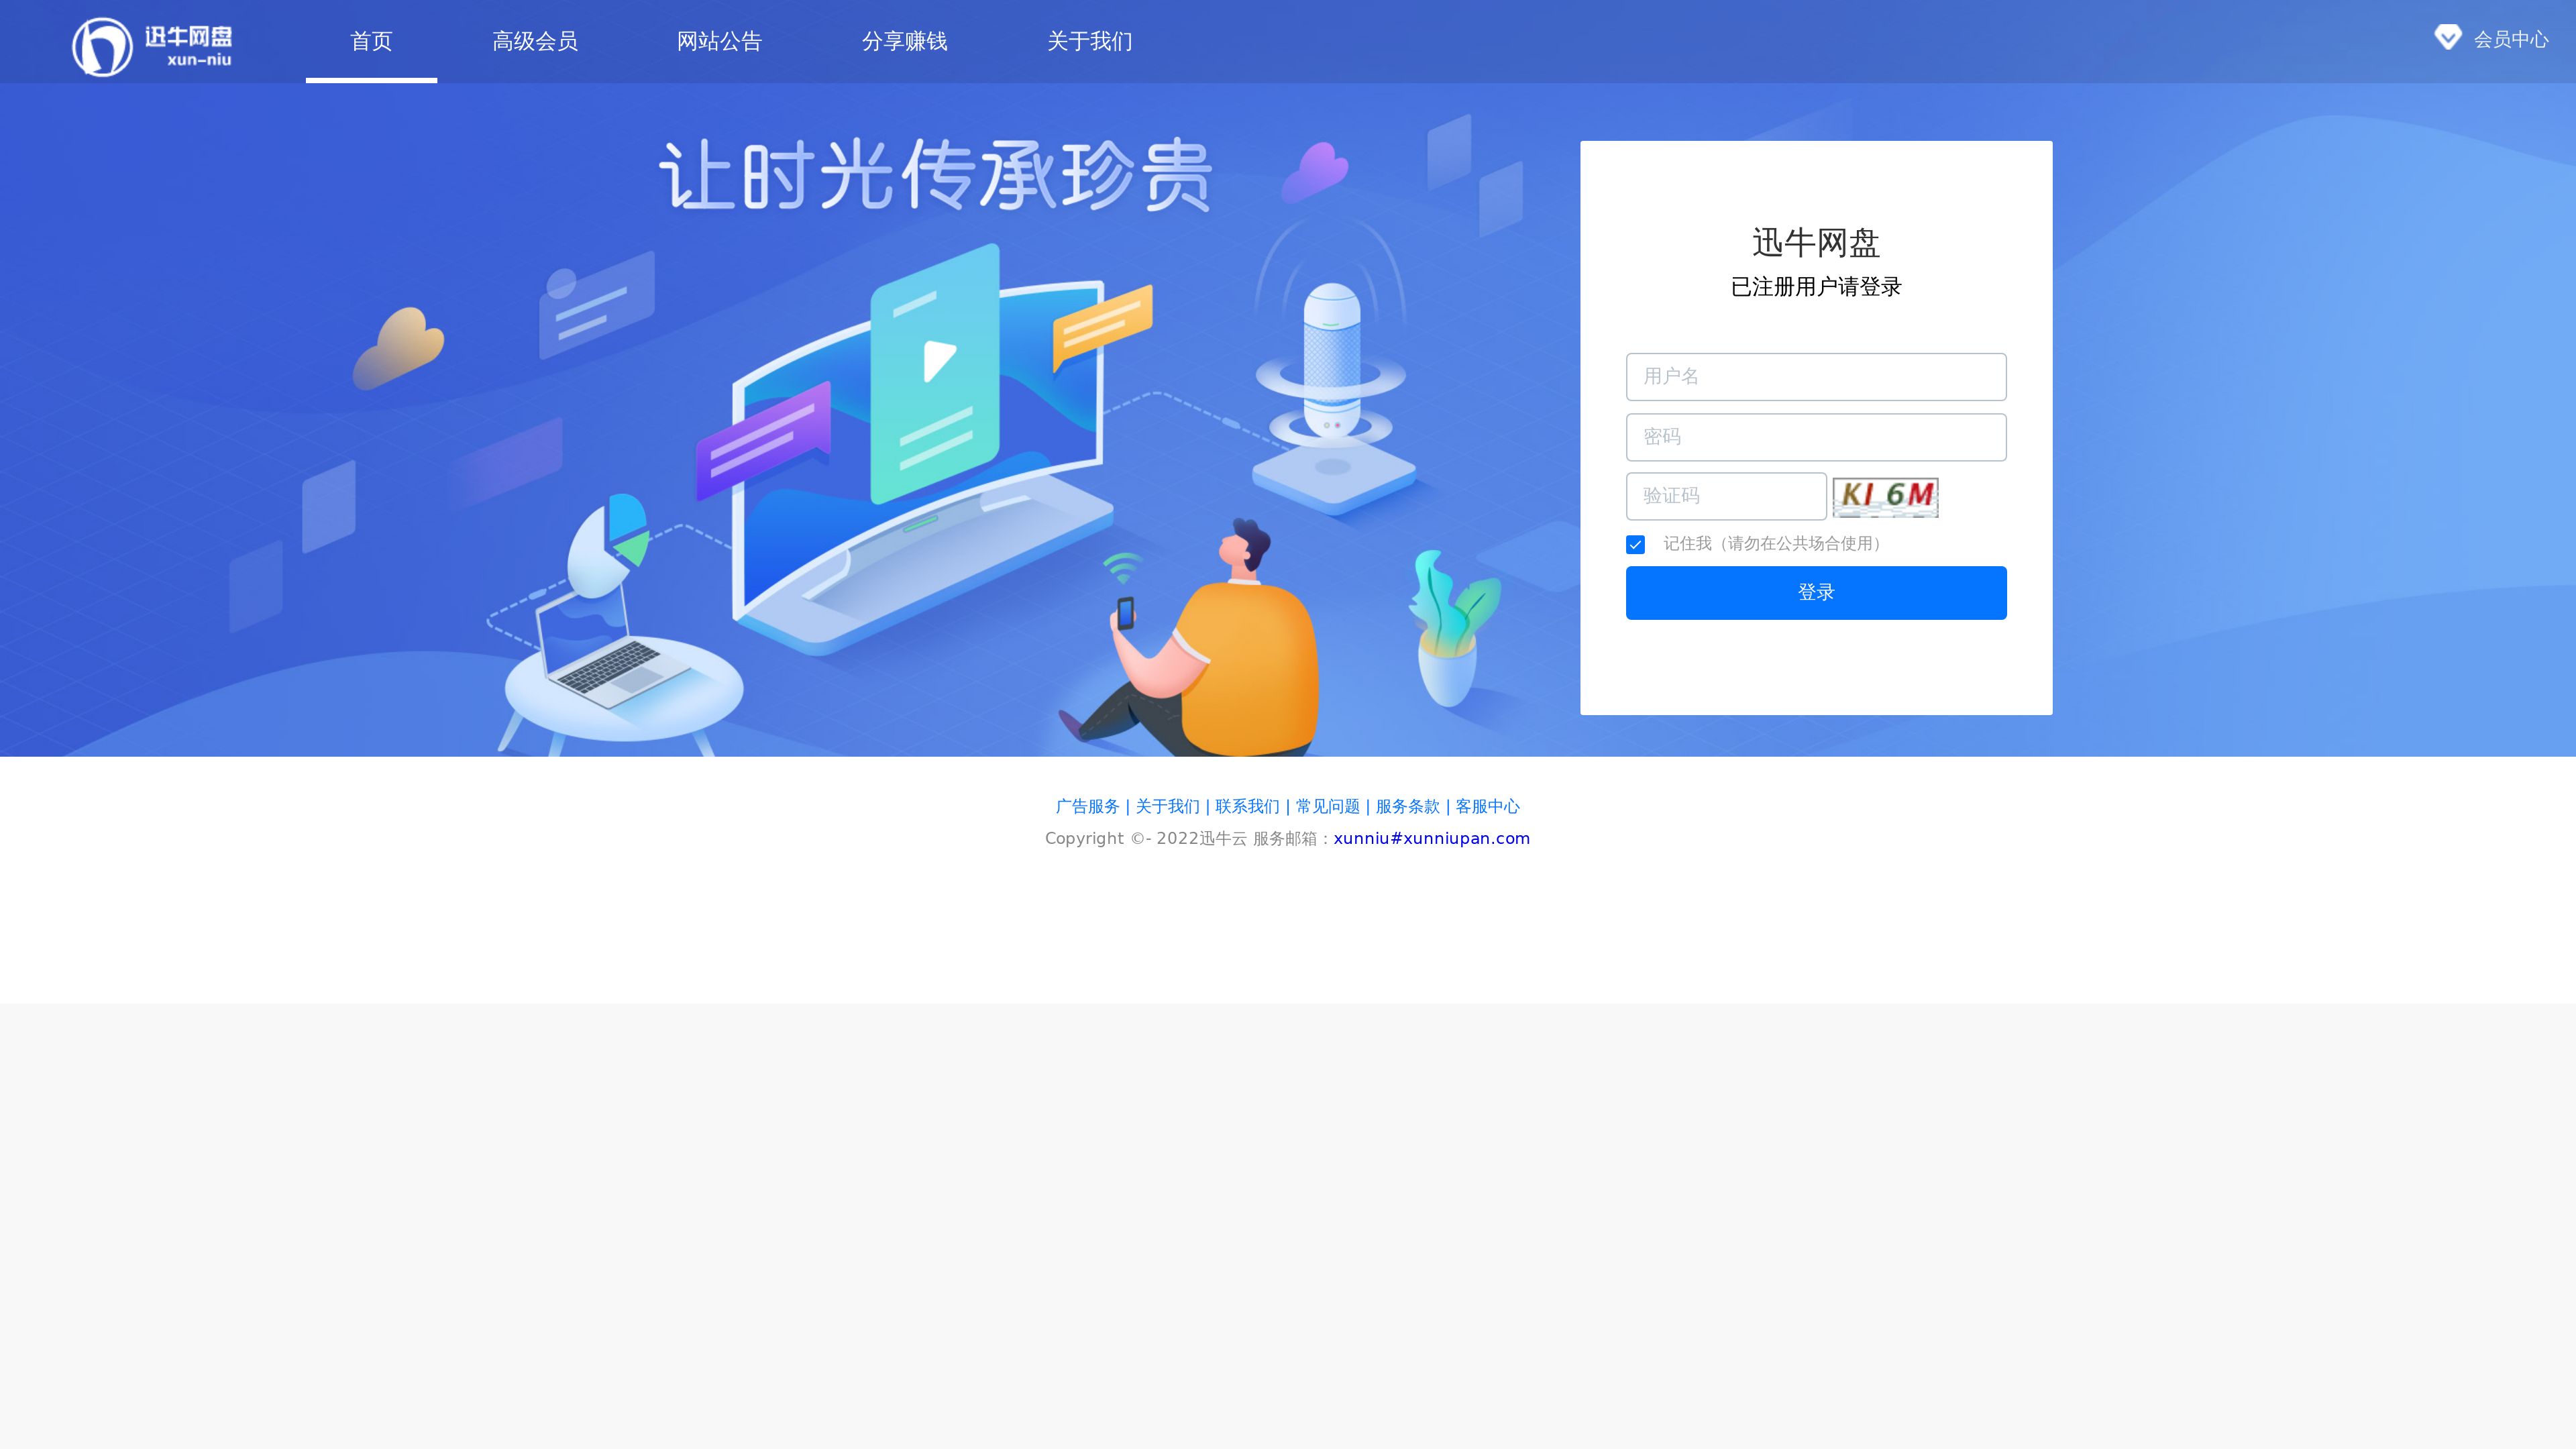 迅牛网盘
xun-niu
首页
高级会员
网站公告
分享赚钱
关于我们
会员中心
让时光传承珍贵
迅牛网盘
已注册用户请登录
用户名
密码
验证码
KI 6M
记住我（请勿在公共场合使用）
登录
广告服务 | 关于我们 | 联系我们 | 常见问题 | 服务条款 | 客服中心
Copyright ©- 2022迅牛云 服务邮箱：xunniu#xunniupan.com